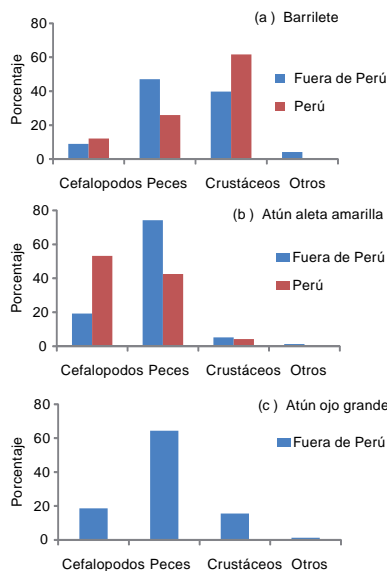 (a ) Barrilete
80
60
40
20
0
Porcentaje
Fuera de Perú
Perú
Cefalopodos Peces Crustáceos Otros
(b ) Atún aleta amarilla
80
60
40
20
0
Porcentaje
Fuera de Perú
Perú
Cefalopodos Peces Crustáceos Otros
(c ) Atún ojo grande
80
60
40
20
0
Porcentaje
Fuera de Perú
Cefalopodos Peces Crustáceos Otros